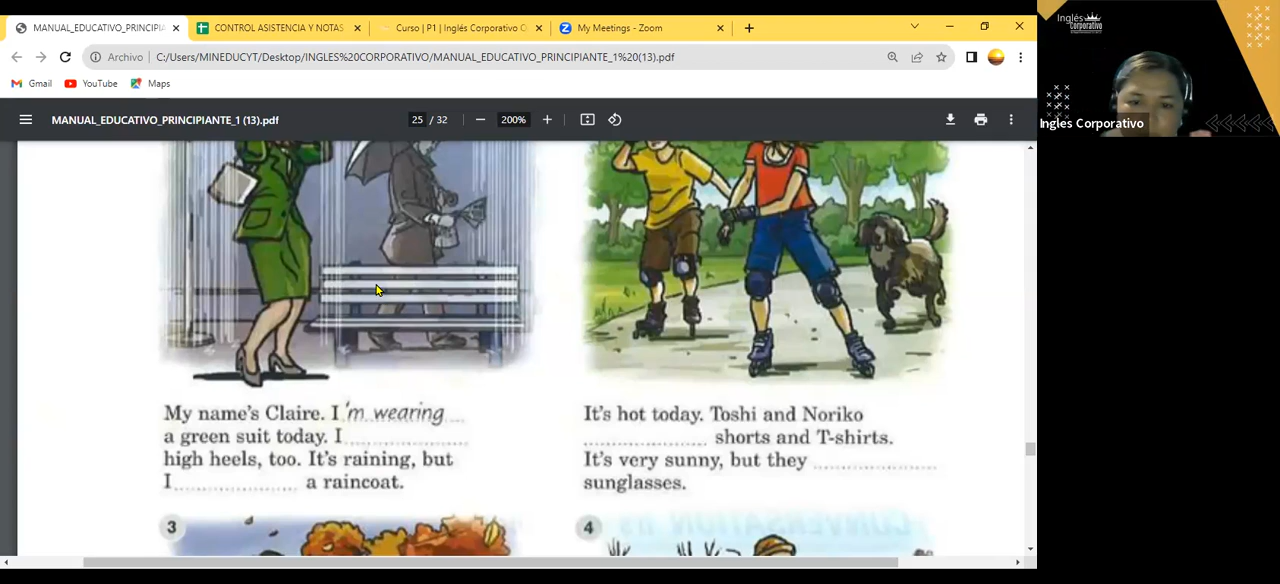 MANUAL_EDUCATIVO_PRINCIPIA
CONTROL ASISTENCIA Y NOTAS
Curso | P1 | Inglés Corporativo O
My Meetings - Zoom
Archivo
C:/Users/MINEDUCYT/Desktop/INGLES%20CORPORATIVO/MANUAL_EDUCATIVO_PRINCIPIANTE_1%20(13).pdf
Gmail
YouTube
Maps
MANUAL_EDUCATIVO_PRINCIPIANTE_1 (13).pdf
25 / 32
200%
Inglés
Corporativo
Ingles Corporativo
My name's Claire. I 'm wearing
a green suit today. I
high heels, too. It's raining, but
I a raincoat.
It's hot today. Toshi and Noriko
shorts and T-shirts.
It's very sunny, but they
sunglasses.
3
4